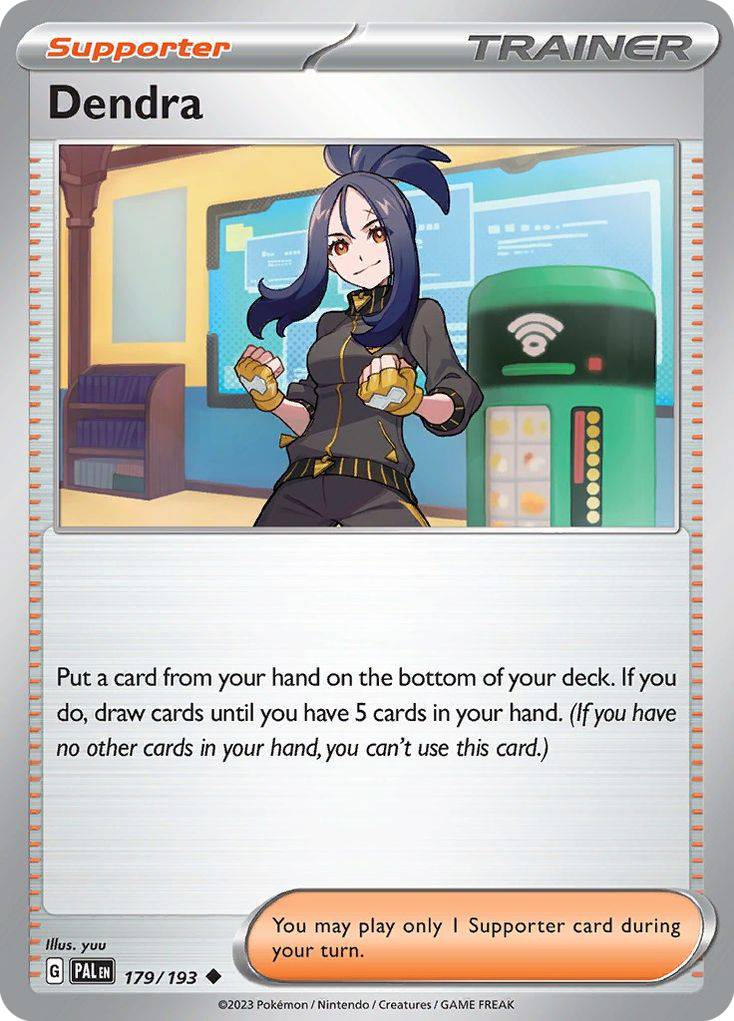 Supporter
TRAINER
Dendra
Put a card from your hand on the bottom of your deck. If you
do, draw cards until you have 5 cards in your hand. (If you have
no other cards in your hand, you can't use this card.)
You may play only 1 Supporter card during
your turn.
Illus. yuu
G PAL EN 179/193 ◆
©2023 Pokémon / Nintendo / Creatures / GAME FREAK